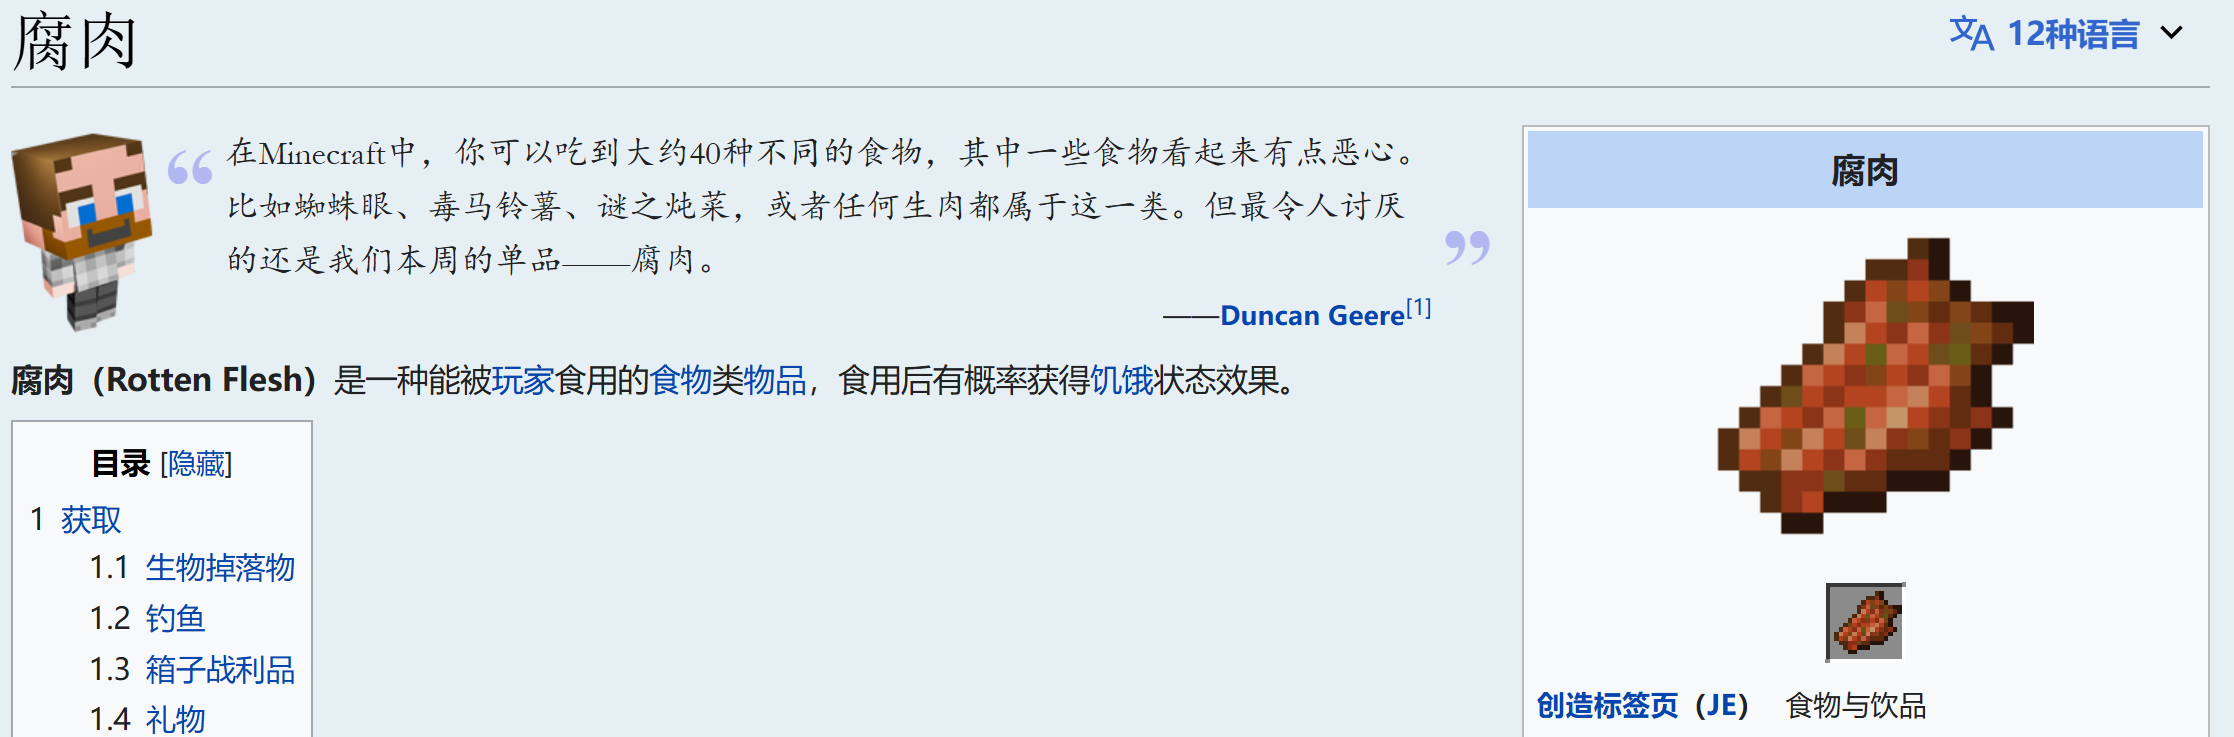 腐肉
12种语言
“在Minecraft中，你可以吃到大约40种不同的食物，其中一些食物看起来有点恶心。
比如蜘蛛眼、毒马铃薯、谜之炖菜，或者任何生肉都属于这一类。但最令人讨厌
的还是我们本周的单品——腐肉。”
——Duncan Geere[1]
腐肉（Rotten Flesh）是一种能被玩家食用的食物类物品，食用后有概率获得饥饿状态效果。
目录 [隐藏]
1 获取
1.1 生物掉落物
1.2 钓鱼
1.3 箱子战利品
1.4 礼物
腐肉
创造标签页（JE） 食物与饮品